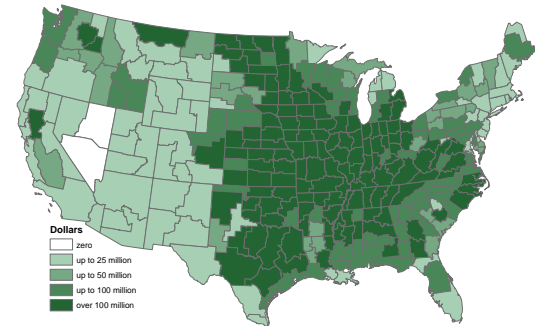 Dollars
zero
up to 25 million
up to 50 million
up to 100 million
over 100 million